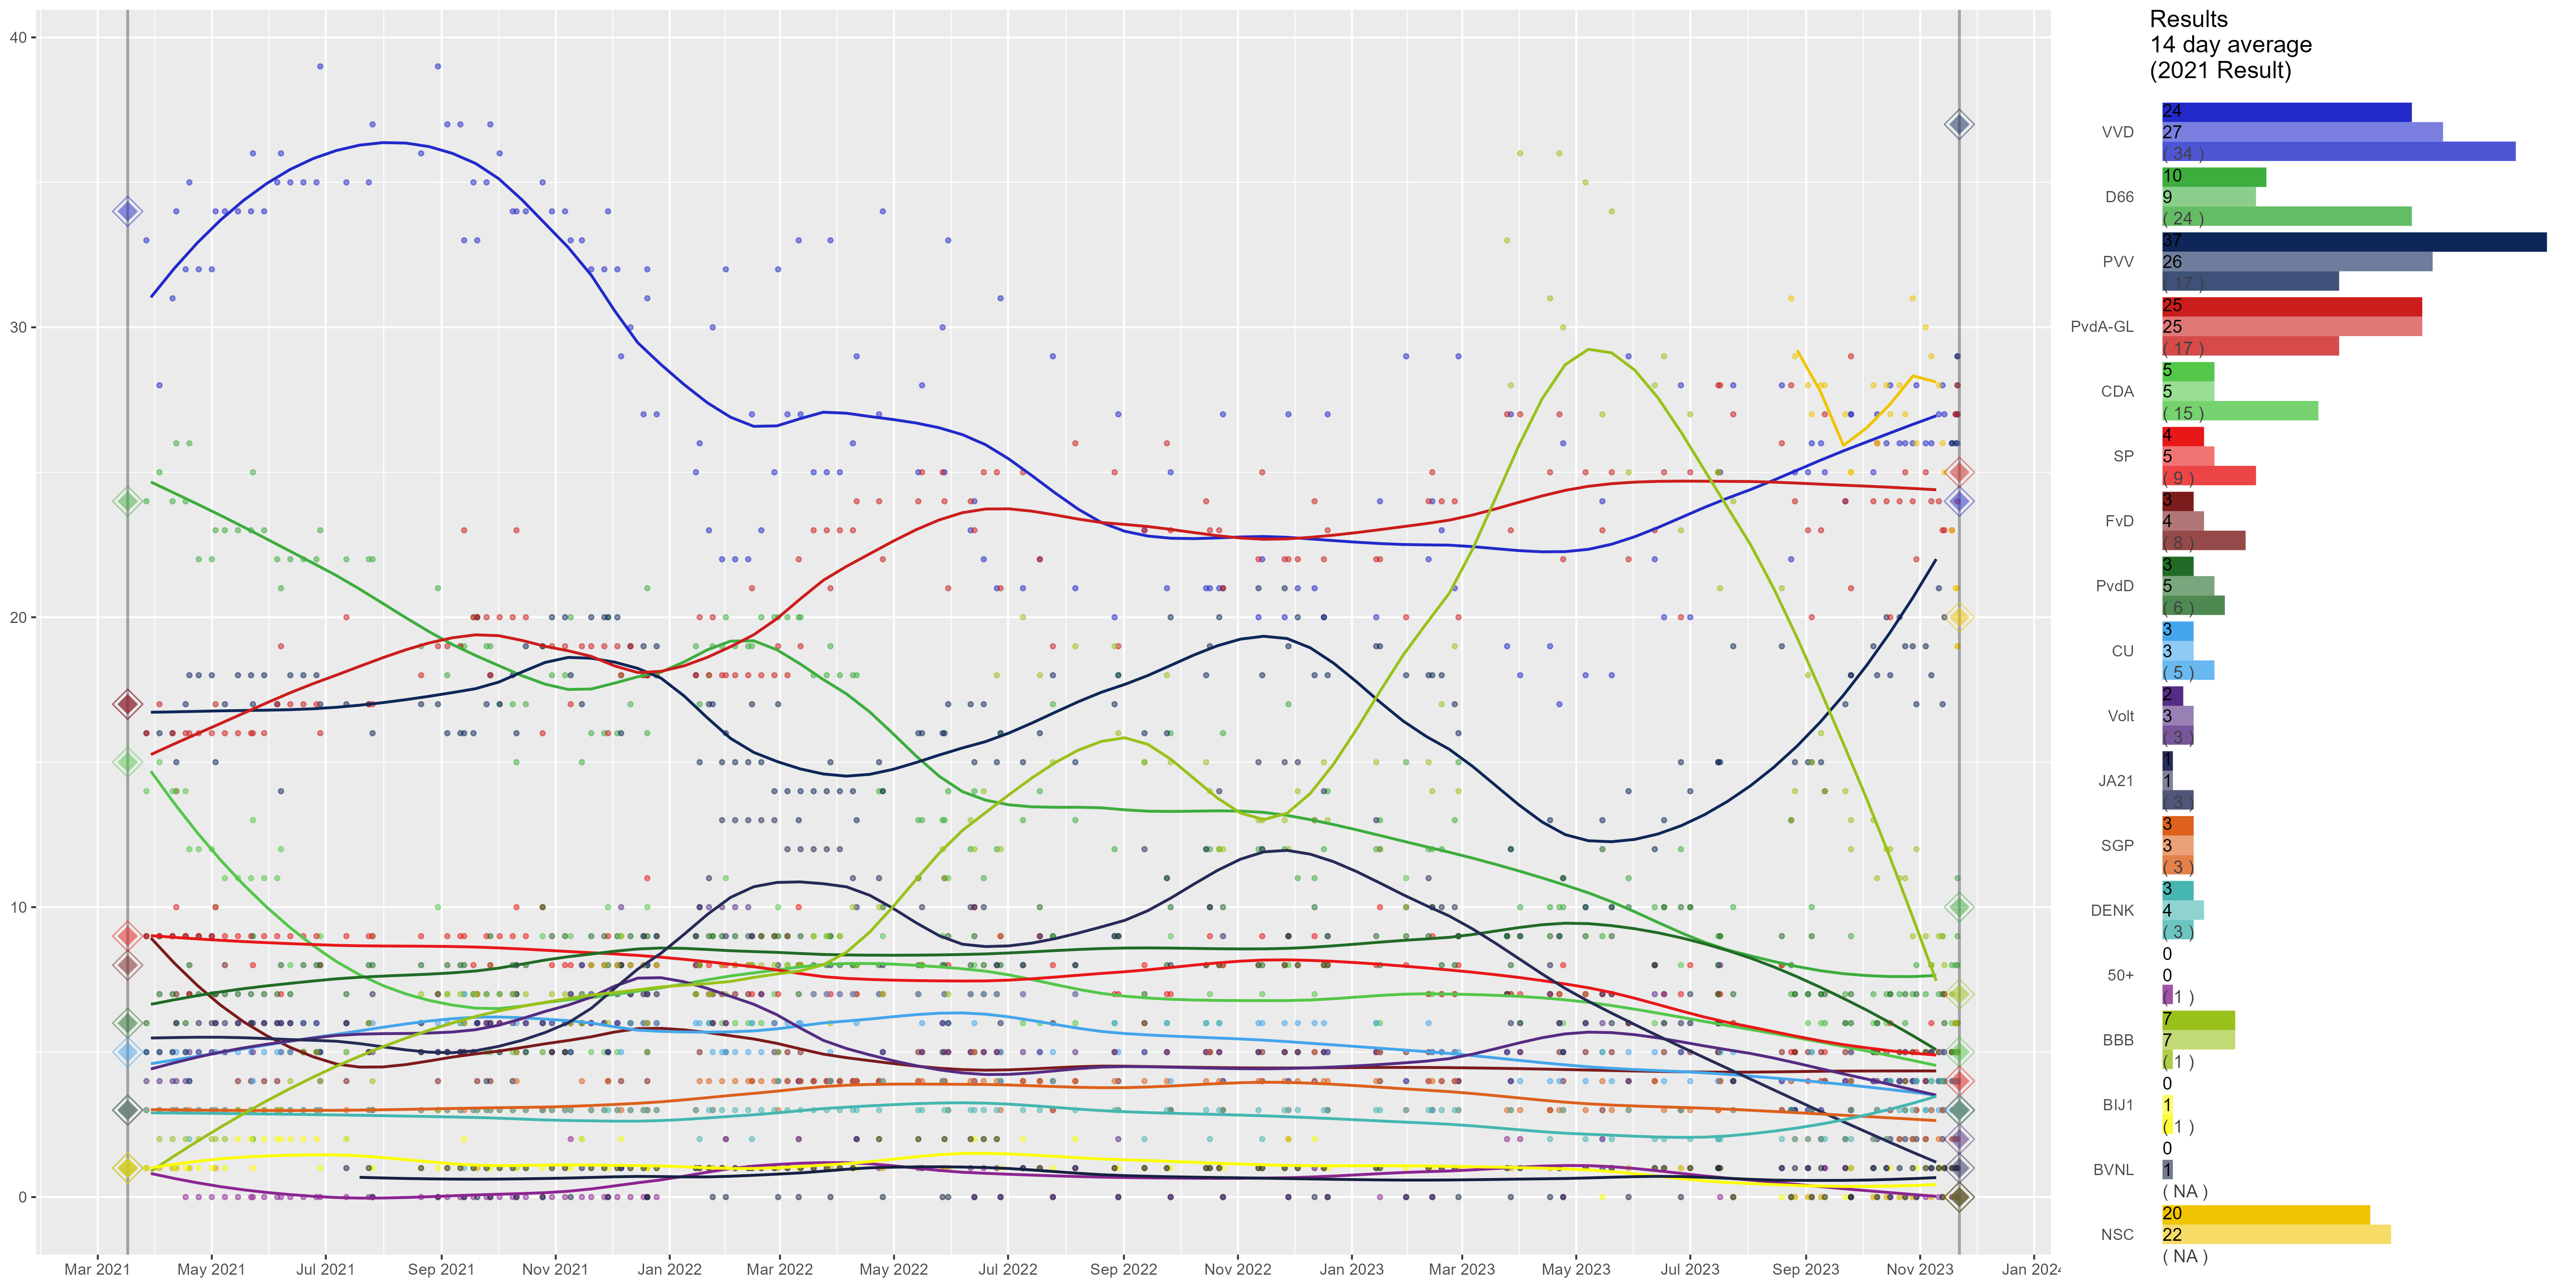 40
30
20
10
0
Mar 2021 May 2021 Jul 2021 Sep 2021 Nov 2021 Jan 2022 Mar 2022 May 2022 Jul 2022 Sep 2022 Nov 2022 Jan 2023 Mar 2023 May 2023 Jul 2023 Sep 2023 Nov 2023 Jan 2024
Results
14 day average
(2021 Result)
VVD
24
27
( 34 )
D66
10
9
( 24 )
PVV
37
26
( 17 )
PvdA-GL
25
25
( 17 )
CDA
5
5
( 15 )
SP
4
5
( 9 )
FvD
3
4
( 8 )
PvdD
3
5
( 6 )
CU
3
3
( 5 )
Volt
2
3
( 3 )
JA21
1
1
( 3 )
SGP
3
3
( 3 )
DENK
3
4
( 3 )
50+
0
0
( 1 )
BBB
7
7
( 1 )
BIJ1
0
1
( 1 )
BVNL
0
1
( NA )
NSC
20
22
( NA )